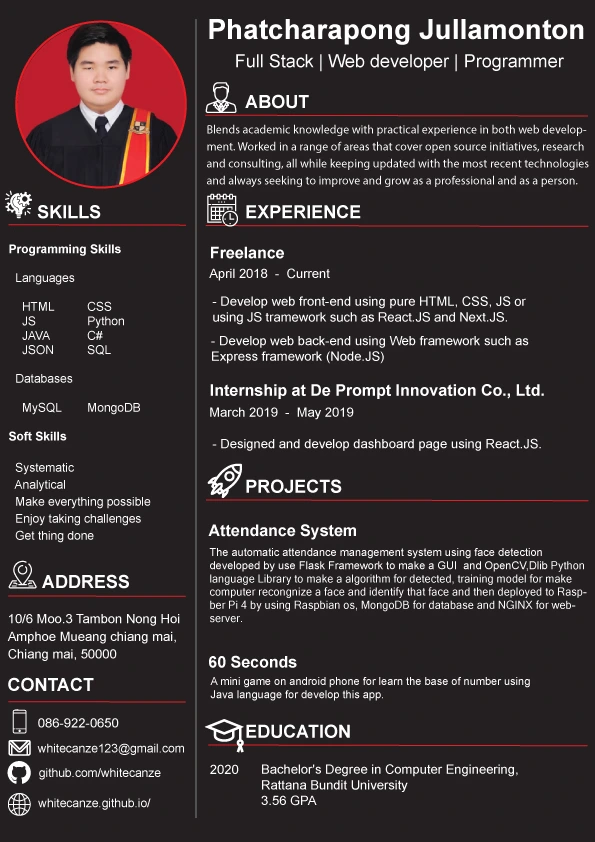 Phatcharapong Jullamonton
Full Stack | Web developer | Programmer
ABOUT
Blends academic knowledge with practical experience in both web develop-
ment. Worked in a range of areas that cover open source initiatives, research
and consulting, all while keeping updated with the most recent technologies
and always seeking to improve and grow as a professional and as a person.
EXPERIENCE
Freelance
April 2018 - Current
- Develop web front-end using pure HTML, CSS, JS or
using JS tramework such as React.JS and Next.JS.
- Develop web back-end using Web framework such as
Express framework (Node.JS)
Internship at De Prompt Innovation Co., Ltd.
March 2019 - May 2019
- Designed and develop dashboard page using React.JS.
PROJECTS
Attendance System
The automatic attendance management system using face detection
developed by use Flask Framework to make a GUI and OpenCV,Dlib Python
language Library to make a algorithm for detected, training model for make
computer recongnize a face and identify that face and then deployed to Rasp-
ber Pi 4 by using Raspbian os, MongoDB for database and NGINX for web-
server.
60 Seconds
A mini game on android phone for learn the base of number using
Java language for develop this app.
EDUCATION
2020 Bachelor's Degree in Computer Engineering,
Rattana Bundit University
3.56 GPA
SKILLS
Programming Skills
Languages
HTML CSS
JS Python
JAVA C#
JSON SQL
Databases
MySQL MongoDB
Soft Skills
Systematic
Analytical
Make everything possible
Enjoy taking challenges
Get thing done
ADDRESS
10/6 Moo.3 Tambon Nong Hoi
Amphoe Mueang chiang mai,
Chiang mai, 50000
CONTACT
086-922-0650
whitecanze123@gmail.com
github.com/whitecanze
whitecanze.github.io/